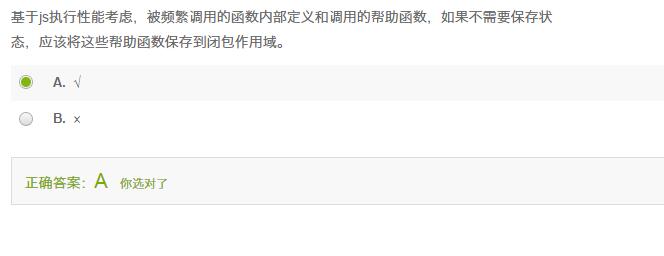 基于js执行性能考虑，被频繁调用的函数内部定义和调用的帮助函数，如果不需要保存状
态，应该将这些帮助函数保存到闭包作用域。
A. √
B. ×
正确答案：A 你选对了